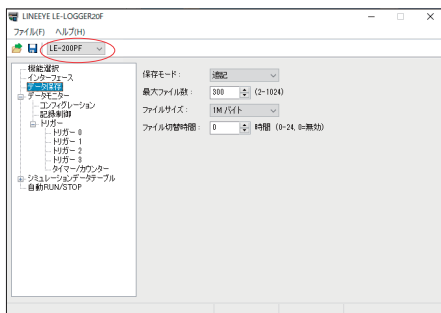 LINEEYE LE-LOGGER20F
ファイル(F) ヘルプ(H)
LE-200PF
機能選択
インターフェース
データ保存
データモニター
コンフィグレーション
記録制御
トリガー
トリガー 0
トリガー 1
トリガー 2
トリガー 3
タイマー/カウンター
シミュレーションデータテーブル
自動RUN/STOP
保存モード： 追記
最大ファイル数： 800 (2-1024)
ファイルサイズ： 1M バイト
ファイル切替時間： 0 時間 (0-24, 0=無効)